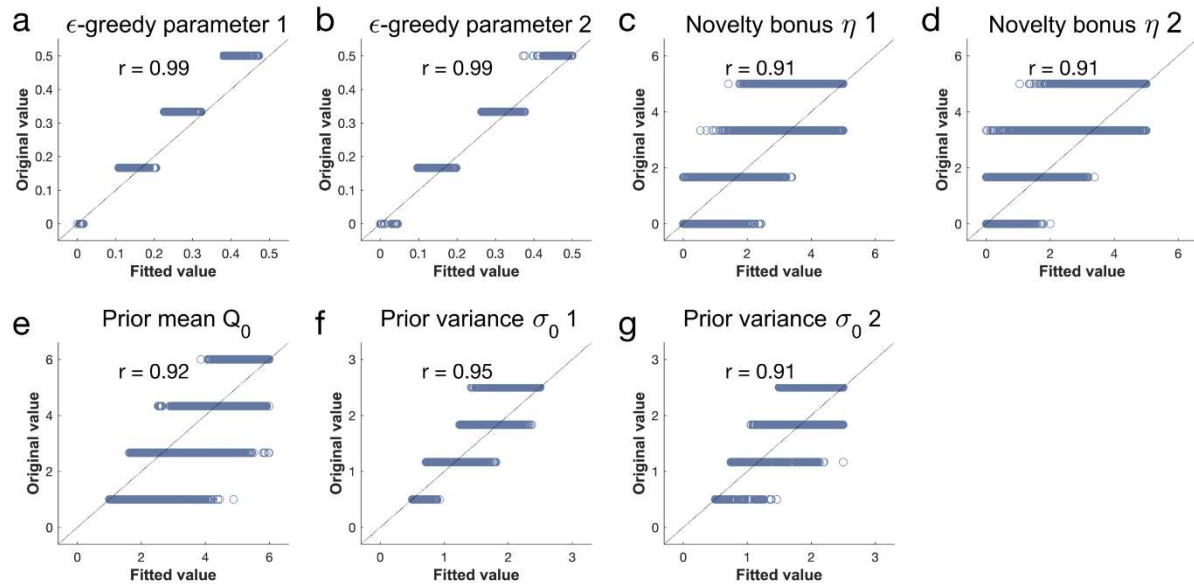 a ϵ-greedy parameter 1
r = 0.99
Original value
0.5
0.4
0.3
0.2
0.1
0
0 0.1 0.2 0.3 0.4 0.5
Fitted value
b ϵ-greedy parameter 2
r = 0.99
Original value
0.5
0.4
0.3
0.2
0.1
0
0 0.1 0.2 0.3 0.4 0.5
Fitted value
c Novelty bonus η 1
r = 0.91
Original value
6
4
2
0
0 2 4 6
Fitted value
d Novelty bonus η 2
r = 0.91
Original value
6
4
2
0
0 2 4 6
Fitted value
e Prior mean Q₀
r = 0.92
Original value
6
4
2
0
0 2 4 6
Fitted value
f Prior variance σ₀ 1
r = 0.95
Original value
3
2
1
0
0 1 2 3
Fitted value
g Prior variance σ₀ 2
r = 0.91
Original value
3
2
1
0
0 1 2 3
Fitted value